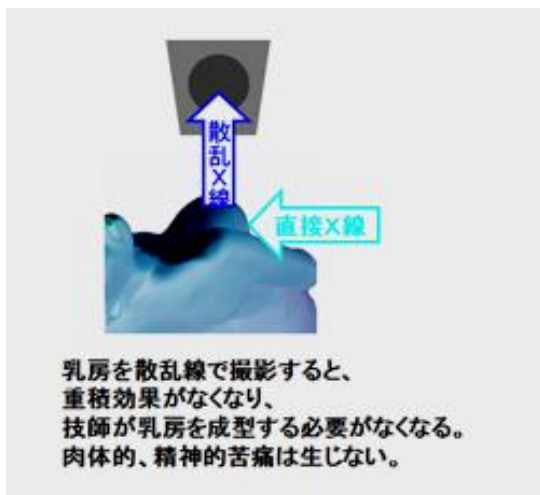 散乱X線
直接X線
乳房を散乱線で撮影すると、
重積効果がなくなり、
技師が乳房を成型する必要がなくなる。
肉体的、精神的苦痛は生じない。